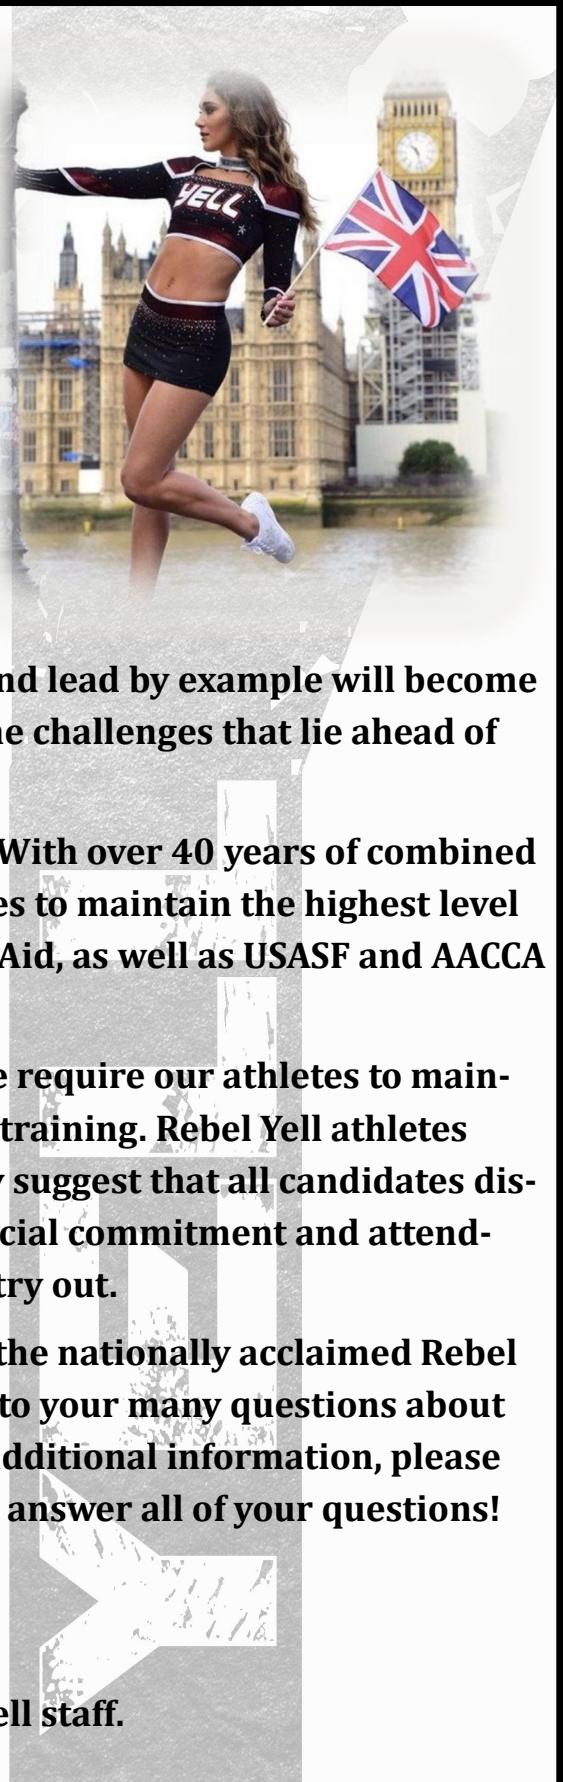 YELL
nd lead by example will become
e challenges that lie ahead of
With over 40 years of combined
es to maintain the highest level
Aid, as well as USASF and AACCA
e require our athletes to main-
training. Rebel Yell athletes
y suggest that all candidates dis-
cial commitment and attend-
try out.
the nationally acclaimed Rebel
to your many questions about
dditional information, please
answer all of your questions!
ell staff.
YELL